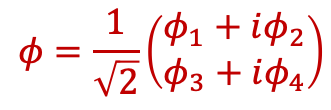 ϕ = 1/√2 (ϕ₁ + iϕ₂
ϕ₃ + iϕ₄)